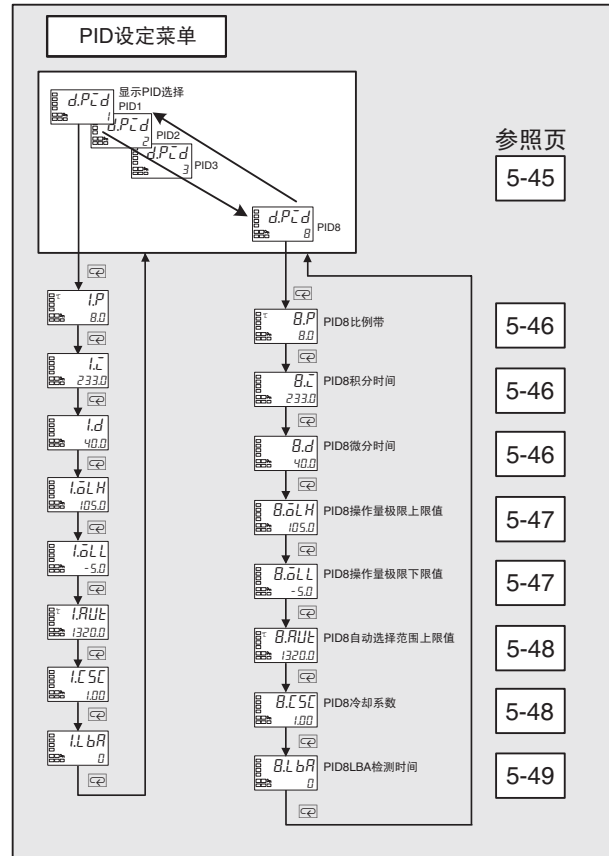 PID设定菜单
d.PID
1
显示PID选择
PID1
d.PID
2
PID2
d.PID
3
PID3
d.PID
8
PID8
参照页
5-45
1.P
8.0
1.I
233.0
1.d
40.0
1.oLH
105.0
1.oLL
-5.0
1.AUt
1320.0
1.CSC
1.00
1.LbA
0
8.P
8.0
PID8比例带
5-46
8.I
233.0
PID8积分时间
5-46
8.d
40.0
PID8微分时间
5-46
8.oLH
105.0
PID8操作量极限上限值
5-47
8.oLL
-5.0
PID8操作量极限下限值
5-47
8.AUt
1320.0
PID8自动选择范围上限值
5-48
8.CSC
1.00
PID8冷却系数
5-48
8.LbA
0
PID8LBA检测时间
5-49